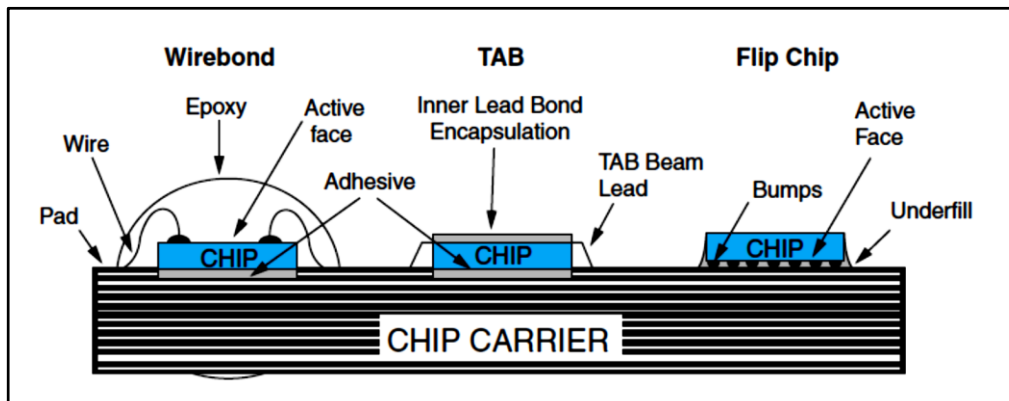 Wirebond
TAB
Flip Chip
Epoxy
Active
face
Inner Lead Bond
Encapsulation
Active
Face
Wire
Adhesive
TAB Beam
Lead
Bumps
Pad
Underfill
CHIP
CHIP
CHIP
CHIP CARRIER